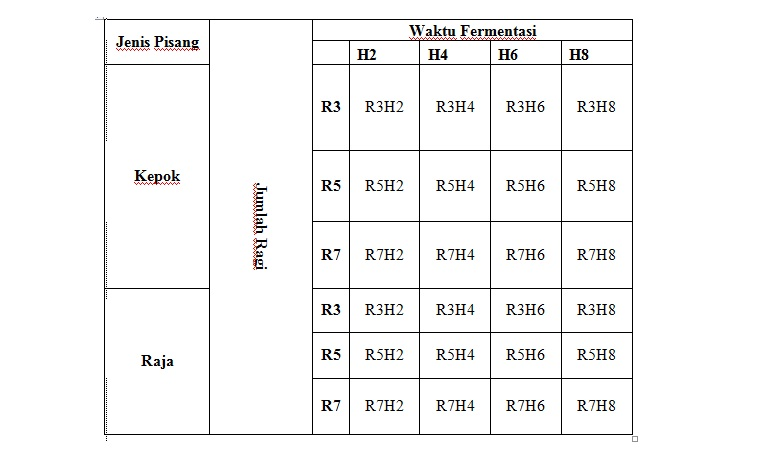 Jenis Pisang
Waktu Fermentasi
H2 H4 H6 H8
Kepok
Jumlah Ragi
R3 R3H2 R3H4 R3H6 R3H8
R5 R5H2 R5H4 R5H6 R5H8
R7 R7H2 R7H4 R7H6 R7H8
Raja
R3 R3H2 R3H4 R3H6 R3H8
R5 R5H2 R5H4 R5H6 R5H8
R7 R7H2 R7H4 R7H6 R7H8